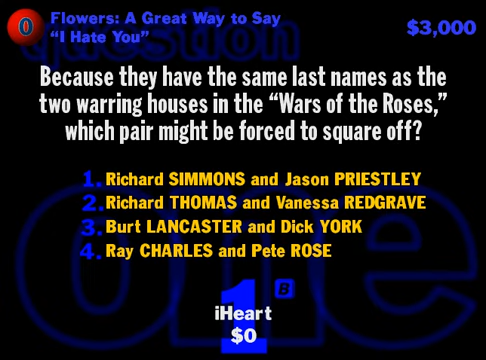 0
Flowers: A Great Way to Say
“I Hate You”
$3,000
question
Because they have the same last names as the
two warring houses in the “Wars of the Roses,”
which pair might be forced to square off?
1. Richard SIMMONS and Jason PRIESTLEY
2. Richard THOMAS and Vanessa REDGRAVE
3. Burt LANCASTER and Dick YORK
4. Ray CHARLES and Pete ROSE
one
1 B
iHeart
$0